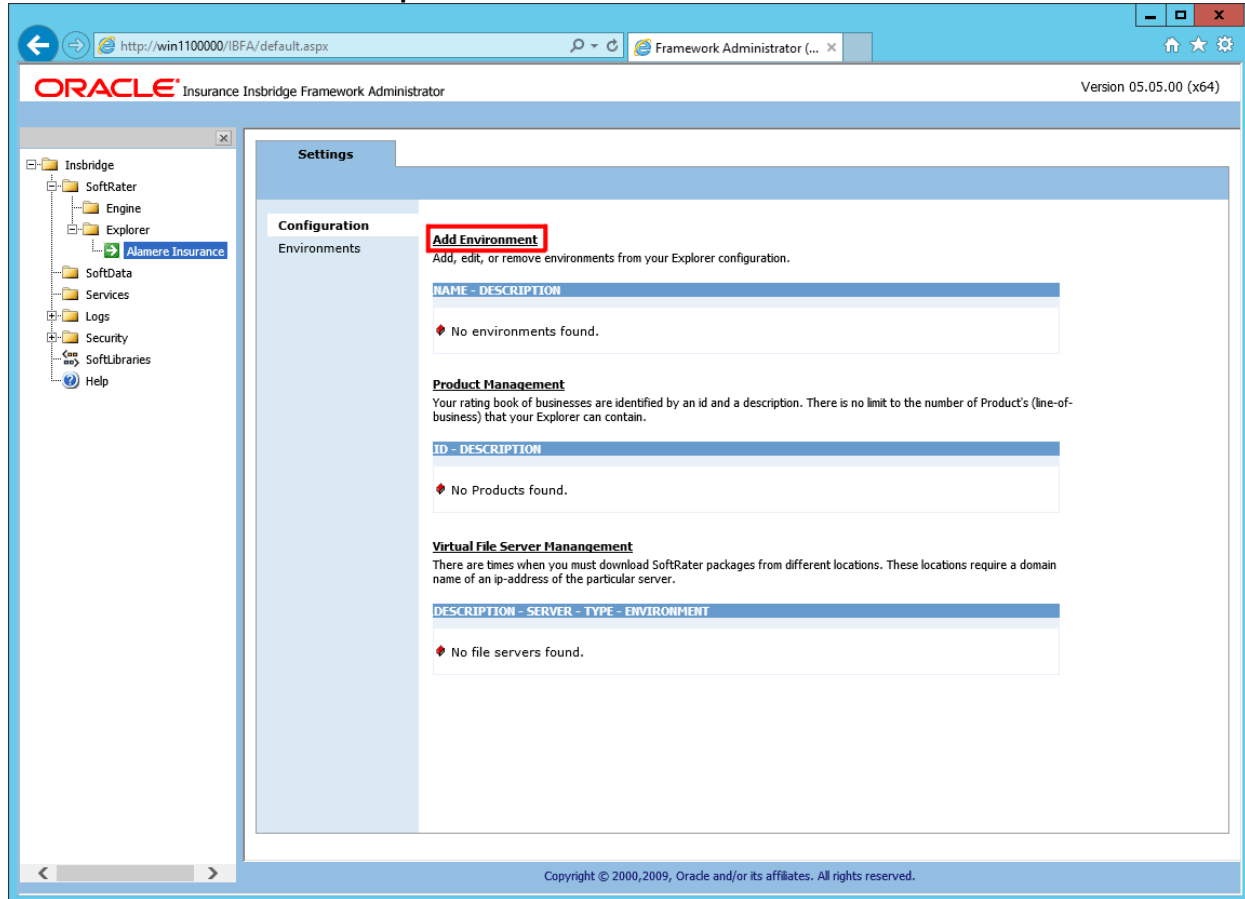 http://win1100000/IBFA/default.aspx
Framework Administrator (...
ORACLE Insurance Insbridge Framework Administrator
Version 05.05.00 (x64)
Insbridge
SoftRater
Engine
Explorer
Alamere Insurance
SoftData
Services
Logs
Security
SoftLibraries
Help
Settings
Configuration
Environments
Add Environment
Add, edit, or remove environments from your Explorer configuration.
NAME - DESCRIPTION
No environments found.
Product Management
Your rating book of businesses are identified by an id and a description. There is no limit to the number of Product's (line-of-
business) that your Explorer can contain.
ID - DESCRIPTION
No Products found.
Virtual File Server Manangement
There are times when you must download SoftRater packages from different locations. These locations require a domain
name of an ip-address of the particular server.
DESCRIPTION - SERVER - TYPE - ENVIRONMENT
No file servers found.
Copyright © 2000,2009, Oracle and/or its affiliates. All rights reserved.